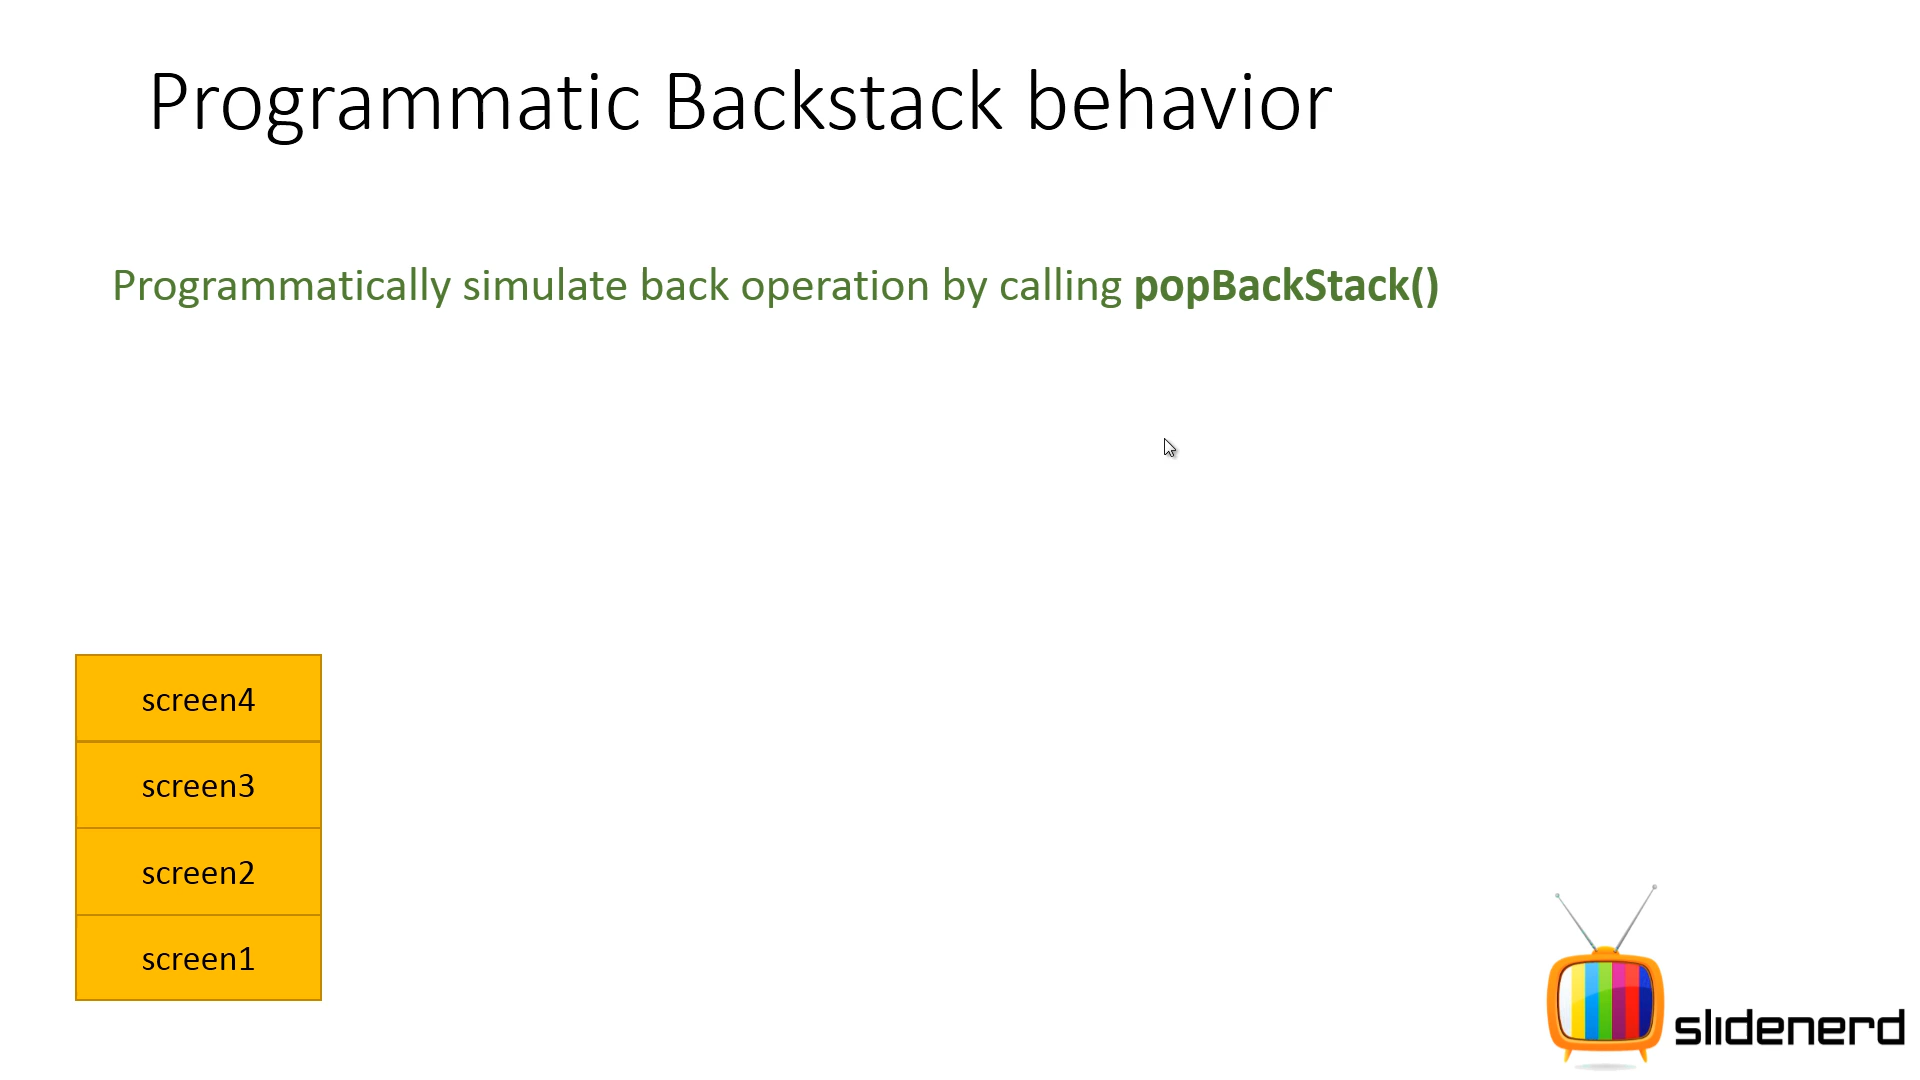 Programmatic Backstack behavior
Programmatically simulate back operation by calling popBackStack()
screen4
screen3
screen2
screen1
slidenerd